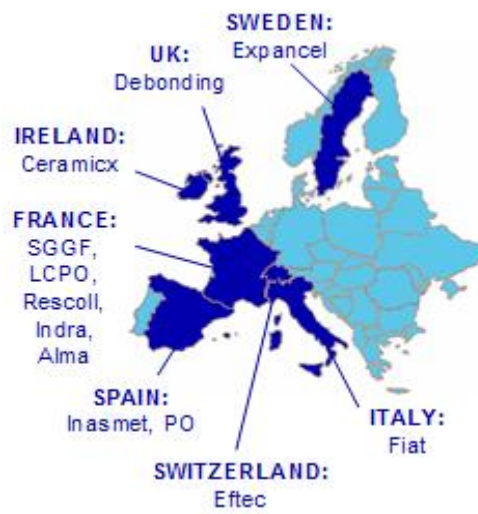 SWEDEN:
Expancel
UK:
Debonding
IRELAND:
Ceramicx
FRANCE:
SGGF,
LCPO,
Rescoll,
Indra,
Alma
SPAIN:
Inasmet, PO
ITALY:
Fiat
SWITZERLAND:
Eftec